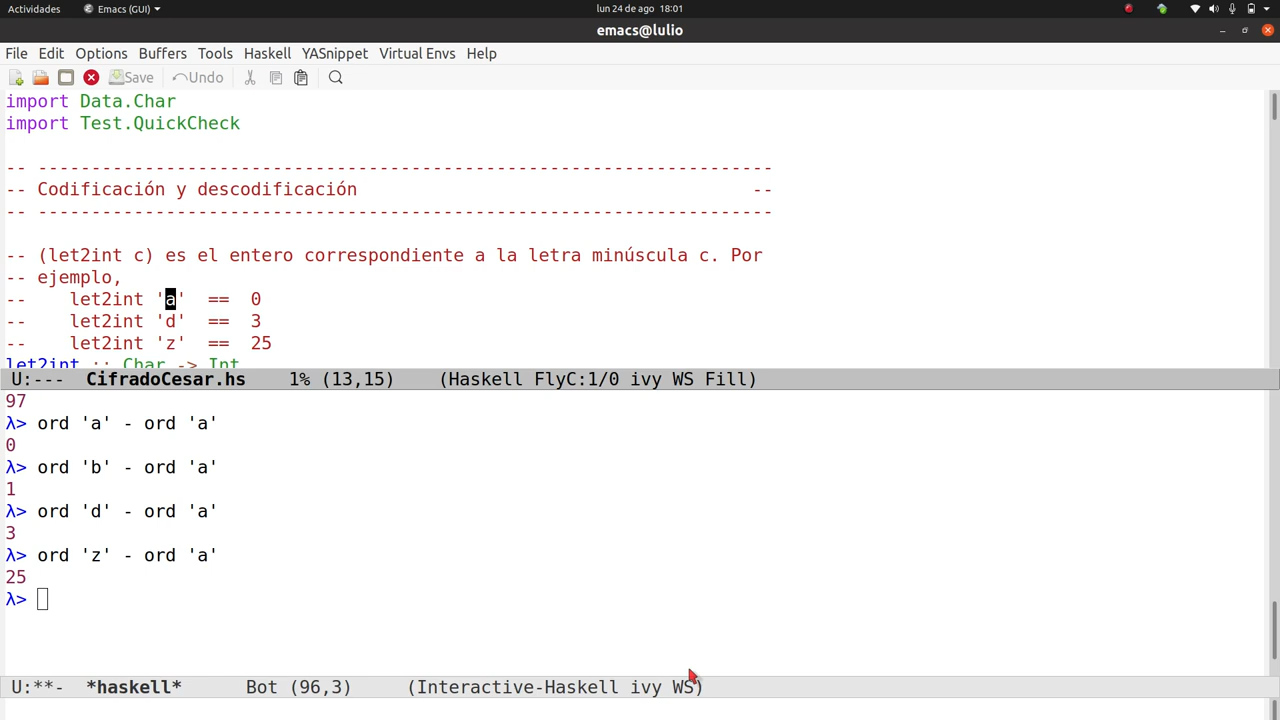 Actividades Emacs (GUI) lun 24 de ago 18:01
emacs@lulio
File Edit Options Buffers Tools Haskell YASnippet Virtual Envs Help
Save Undo
import Data.Char
import Test.QuickCheck
-- ---------------------------------------------------------------------
-- Codificación y descodificación                                     --
-- ---------------------------------------------------------------------
-- (let2int c) es el entero correspondiente a la letra minúscula c. Por
-- ejemplo,
--    let2int 'a'  ==  0
--    let2int 'd'  ==  3
--    let2int 'z'  ==  25
let2int :: Char -> Int
U:--- CifradoCesar.hs 1% (13,15) (Haskell FlyC:1/0 ivy WS Fill)
97
λ> ord 'a' - ord 'a'
0
λ> ord 'b' - ord 'a'
1
λ> ord 'd' - ord 'a'
3
λ> ord 'z' - ord 'a'
25
λ>
U:**- *haskell* Bot (96,3) (Interactive-Haskell ivy WS)